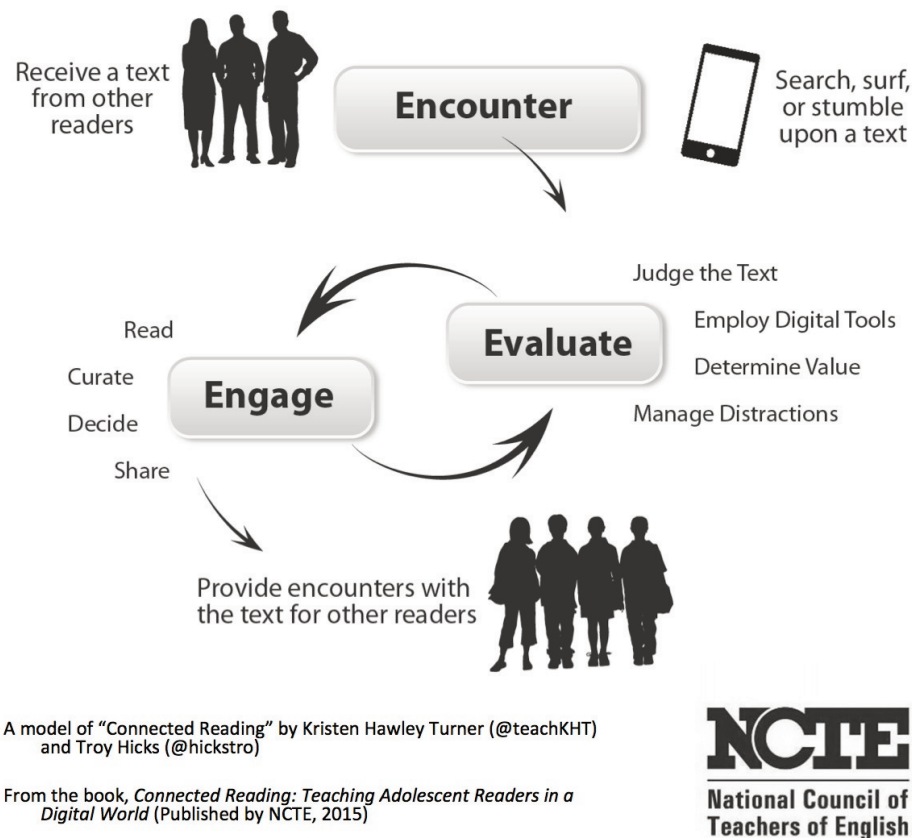 Receive a text
from other
readers
Encounter
Search, surf,
or stumble
upon a text
Judge the Text
Employ Digital Tools
Evaluate
Determine Value
Manage Distractions
Read
Curate
Engage
Decide
Share
Provide encounters with
the text for other readers
A model of “Connected Reading” by Kristen Hawley Turner (@teachKHT)
and Troy Hicks (@hickstro)
From the book, Connected Reading: Teaching Adolescent Readers in a
Digital World (Published by NCTE, 2015)
NCTE
National Council of
Teachers of English